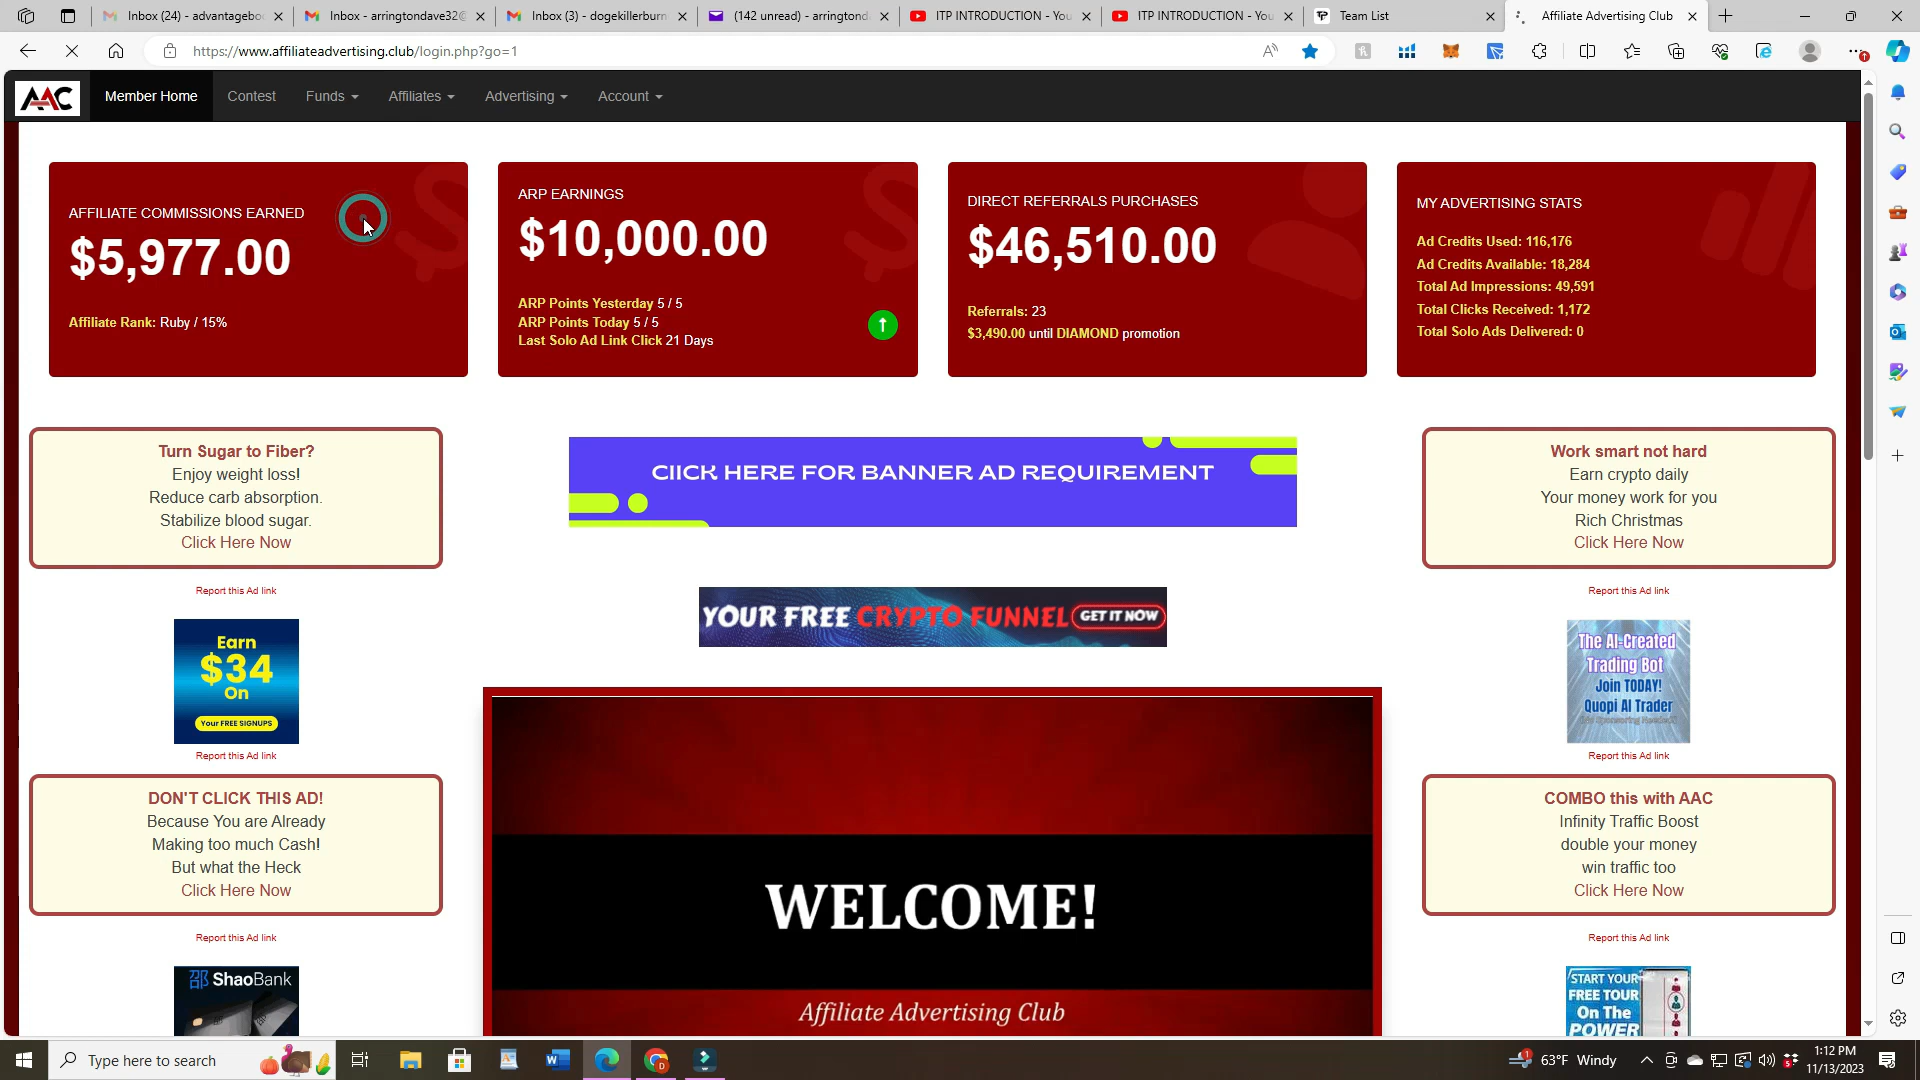 Inbox (24) - advantagebo
Inbox - arringtondave32@
Inbox (3) - dogekillerburn
(142 unread) - arringtond
ITP INTRODUCTION - You
ITP INTRODUCTION - You
Team List
Affiliate Advertising Club
https://www.affiliateadvertising.club/login.php?go=1
AAC
Member Home
Contest
Funds
Affiliates
Advertising
Account
AFFILIATE COMMISSIONS EARNED
$5,977.00
Affiliate Rank: Ruby / 15%
ARP EARNINGS
$10,000.00
ARP Points Yesterday 5 / 5
ARP Points Today 5 / 5
Last Solo Ad Link Click 21 Days
DIRECT REFERRALS PURCHASES
$46,510.00
Referrals: 23
$3,490.00 until DIAMOND promotion
MY ADVERTISING STATS
Ad Credits Used: 116,176
Ad Credits Available: 18,284
Total Ad Impressions: 49,591
Total Clicks Received: 1,172
Total Solo Ads Delivered: 0
Turn Sugar to Fiber?
Enjoy weight loss!
Reduce carb absorption.
Stabilize blood sugar.
Click Here Now
Report this Ad link
Earn
$34
On
Your FREE SIGNUPS
Report this Ad link
DON'T CLICK THIS AD!
Because You are Already
Making too much Cash!
But what the Heck
Click Here Now
Report this Ad link
ShaoBank
ClICK HERE FOR BANNER AD REQUIREMENT
YOUR FREE CRYPTO FUNNEL GET IT NOW
WELCOME!
Affiliate Advertising Club
Work smart not hard
Earn crypto daily
Your money work for you
Rich Christmas
Click Here Now
Report this Ad link
The AI-Created
Trading Bot
Join TODAY!
Quopi AI Trader
Report this Ad link
COMBO this with AAC
Infinity Traffic Boost
double your money
win traffic too
Click Here Now
Report this Ad link
START YOUR
FREE TOUR
On The
POWER
Type here to search
63°F Windy
1:12 PM
11/13/2023